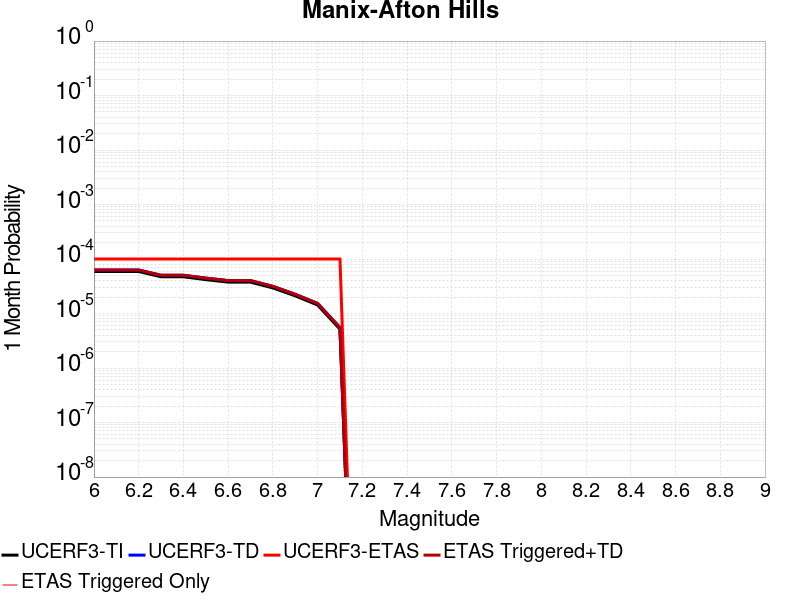 Manix-Afton Hills
10^0
10^-1
10^-2
10^-3
10^-4
10^-5
10^-6
10^-7
10^-8
1 Month Probability
6 6.2 6.4 6.6 6.8 7 7.2 7.4 7.6 7.8 8 8.2 8.4 8.6 8.8 9
Magnitude
UCERF3-TI UCERF3-TD UCERF3-ETAS ETAS Triggered+TD
ETAS Triggered Only